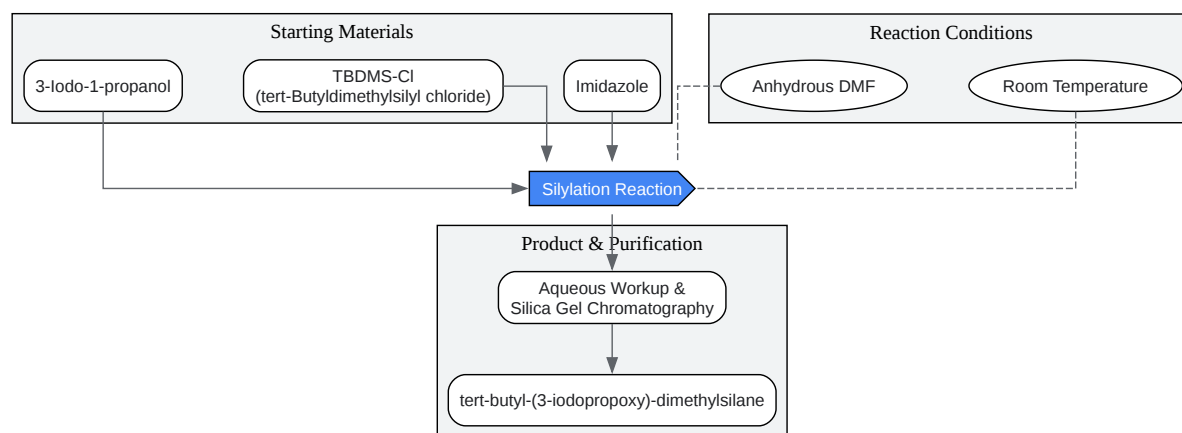 Starting Materials
Reaction Conditions
3-Iodo-1-propanol
TBDMS-Cl
(tert-Butyldimethylsilyl chloride)
Imidazole
Anhydrous DMF
Room Temperature
Silylation Reaction
Product & Purification
Aqueous Workup &
Silica Gel Chromatography
tert-butyl-(3-iodopropoxy)-dimethylsilane